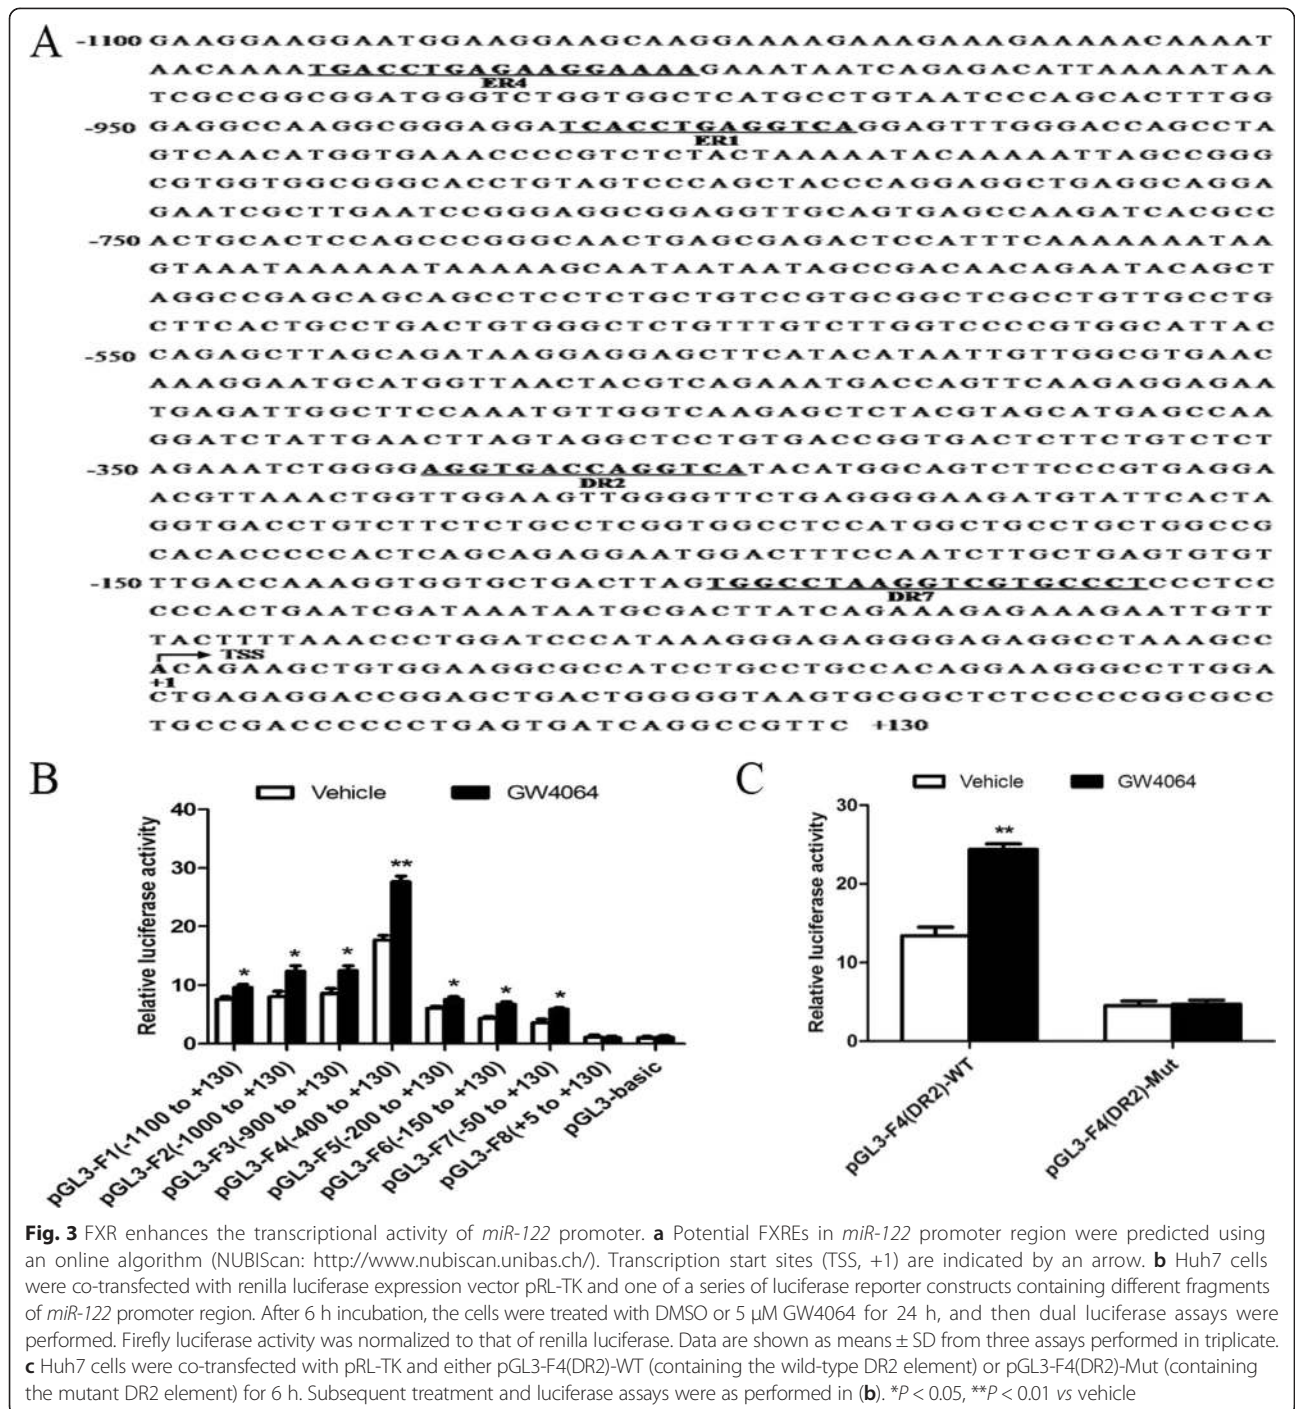 A
-1100 GAAGGAAGGAATGGAAGGAAGCAAGGAAAAGAAAGAAAGAAAAACAAAAT
AACAAAATGACCTGAGAAGGAAAAGAAATAATCAGAGACATTAAAAATAA
ER4
TCGCCGGCGGATGGGTCTGGTGGCTCATGCCTGTAATCCCAGCACTTTGG
-950 GAGGCCAAGGCGGGAGGATCACCTGAGGTCAGGAGTTTGGGACCAGCCTA
ER1
GTCAACATGGTGAAACCCCGTCTCTACTAAAAATACAAAAATTAGCCGGG
CGTGGTGGCGGGCACCTGTAGTCCCAGCTACCCAGGAGGCTGAGGCAGGA
GAATCGCTTGAATCCGGGAGGCGGAGGTTGCAGTGAGCCAAGATCACGCC
-750 ACTGCACTCCAGCCCGGGCAACTGAGCGAGACTCCATTTCAAAAAAAATAA
GTAAATAAAAAATAAAAAGCAATAATAATAGCCGACAACAGAATACAGCT
AGGCCGAGCAGCAGCCTCCTCTGCTGTCCGTGCGGCTCGCCTGTTGCCTG
CTTCACTGCCTGACTGTGGGCTCTGTTTGTCTTGGTCCCCGTGGCATTAC
-550 CAGAGCTTAGCAGATAAGGAGGAGCTTCATACATAATTGTTGGCGTGAAC
AAAGGAATGCATGGTTAACTACGTCAGAAATGACCAGTTCAAGAGGAGAA
TGAGATTGGCTTCCAAATGTTGGTCAAGAGCTCTACGTAGCATGAGCCAA
GGATCTATTGAACTTAGTAGGCTCCTGTGACCGGTGACTCTTCTGTCTCT
-350 AGAAATCTGGGGAGGTGACCAGGTCATACATGGCAGTCTTCCCGTGAGGA
DR2
ACGTTAAACTGGTTGGAAGTTGGGGTTCTGAGGGGAAGATGTATTCACTA
GGTGACCTGTCTTCTCTGCCTCGGTGGCCTCCATGGCTGCCTGCTGGCCG
CACACCCCCACTCAGCAGAGGAATGGACTTTCCAATCTTGCTGAGTGTGT
-150 TTGACCAAAGGTGGTGCTGACTTAGTGGCCTAAGGTCGTGCCCTCCCTCC
DR7
CCCACTGAATCGATAAATAATGCGACTTATCAGAAAGAGAAAGAATTGTT
TACTTTTAAACCCTGGATCCCATAAAGGGAGAGGGGAGAGGCCTAAAGCC
TSS
ACAGAAGCTGTGGAAGGCGCCATCCTGCCTGCCACAGGAAGGGCCTTGGA
+1
CTGAGAGGACCGGAGCTGACTGGGGGTAAGTGCGGCTCTCCCCCGGCGCC
TGCCGACCCCCCTGAGTGATCAGGCCGTTC +130
B
Vehicle GW4064
Relative luciferase activity
40
30
20
10
0
* * * ** * * *
pGL3-F1(-1100 to +130)
pGL3-F2(-1000 to +130)
pGL3-F3(-900 to +130)
pGL3-F4(-400 to +130)
pGL3-F5(-200 to +130)
pGL3-F6(-150 to +130)
pGL3-F7(-50 to +130)
pGL3-F8(+5 to +130)
pGL3-basic
C
Vehicle GW4064
Relative luciferase activity
30
20
10
0
**
pGL3-F4(DR2)-WT
pGL3-F4(DR2)-Mut
Fig. 3 FXR enhances the transcriptional activity of miR-122 promoter. a Potential FXREs in miR-122 promoter region were predicted using
an online algorithm (NUBIScan: http://www.nubiscan.unibas.ch/). Transcription start sites (TSS, +1) are indicated by an arrow. b Huh7 cells
were co-transfected with renilla luciferase expression vector pRL-TK and one of a series of luciferase reporter constructs containing different fragments
of miR-122 promoter region. After 6 h incubation, the cells were treated with DMSO or 5 μM GW4064 for 24 h, and then dual luciferase assays were
performed. Firefly luciferase activity was normalized to that of renilla luciferase. Data are shown as means ± SD from three assays performed in triplicate.
c Huh7 cells were co-transfected with pRL-TK and either pGL3-F4(DR2)-WT (containing the wild-type DR2 element) or pGL3-F4(DR2)-Mut (containing
the mutant DR2 element) for 6 h. Subsequent treatment and luciferase assays were as performed in (b). *P < 0.05, **P < 0.01 vs vehicle